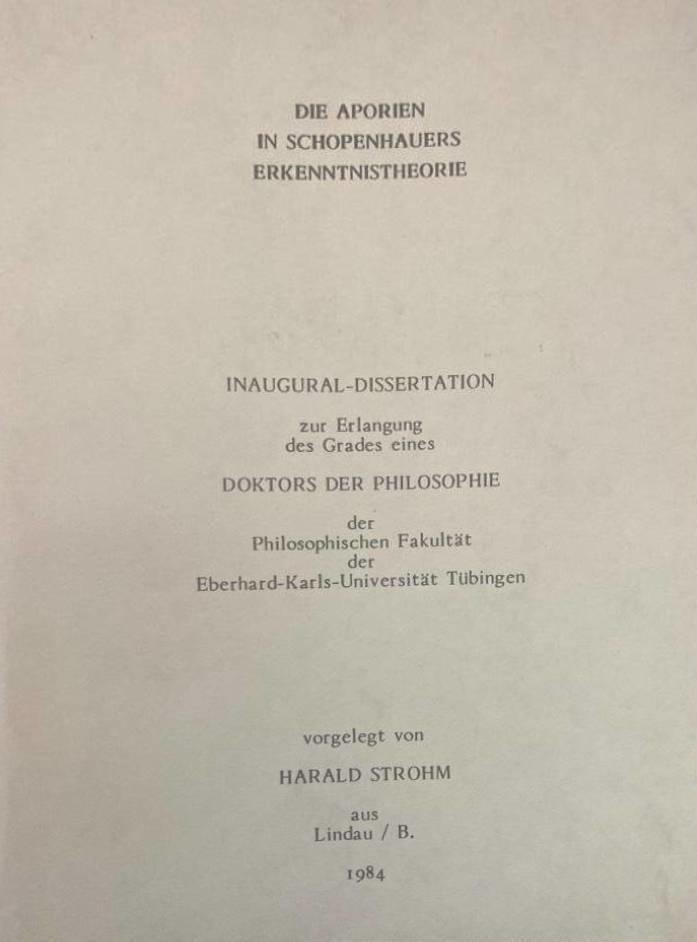 DIE APORIEN
IN SCHOPENHAUERS
ERKENNTNISTHEORIE
INAUGURAL-DISSERTATION
zur Erlangung
des Grades eines
DOKTORS DER PHILOSOPHIE
der
Philosophischen Fakultät
der
Eberhard-Karls-Universität Tübingen
vorgelegt von
HARALD STROHM
aus
Lindau / B.
1984